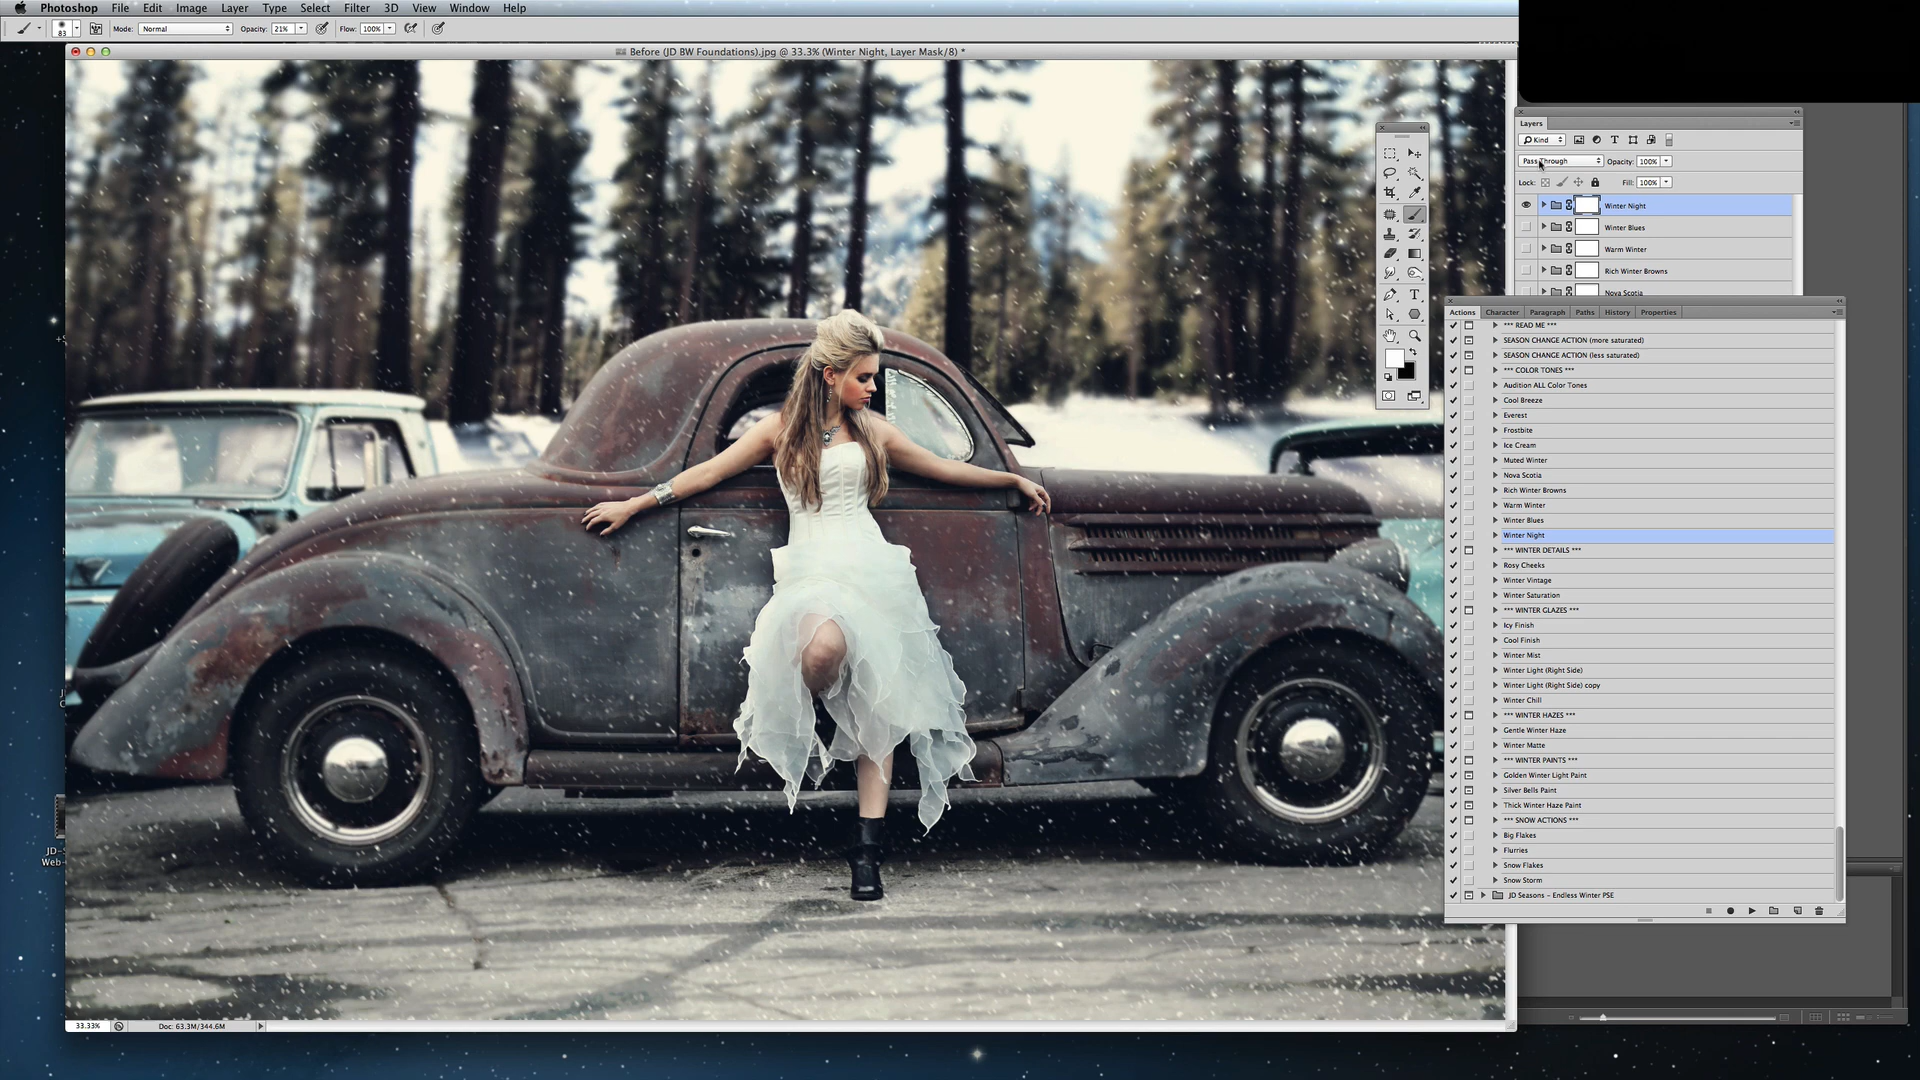 Photoshop File Edit Image Layer Type Select Filter 3D View Window Help
83 Mode: Normal Opacity: 21% Flow: 100%
Before (JD BW Foundations).jpg @ 33.3% (Winter Night, Layer Mask/8) *
Layers
Kind
Pass Through Opacity: 100%
Lock: Fill: 100%
Winter Night
Winter Blues
Warm Winter
Rich Winter Browns
Nova Scotia
Actions Character Paragraph Paths History Properties
*** READ ME ***
SEASON CHANGE ACTION (more saturated)
SEASON CHANGE ACTION (less saturated)
*** COLOR TONES ***
Audition ALL Color Tones
Cool Breeze
Everest
Frostbite
Ice Cream
Muted Winter
Nova Scotia
Rich Winter Browns
Warm Winter
Winter Blues
Winter Night
*** WINTER DETAILS ***
Rosy Cheeks
Winter Vintage
Winter Saturation
*** WINTER GLAZES ***
Icy Finish
Cool Finish
Winter Mist
Winter Light (Right Side)
Winter Light (Right Side) copy
Winter Chill
*** WINTER HAZES ***
Gentle Winter Haze
Winter Matte
*** WINTER PAINTS ***
Golden Winter Light Paint
Silver Bells Paint
Thick Winter Haze Paint
*** SNOW ACTIONS ***
Big Flakes
Flurries
Snow Flakes
Snow Storm
JD Seasons - Endless Winter PSE
33.33% Doc: 63.3M/344.6M